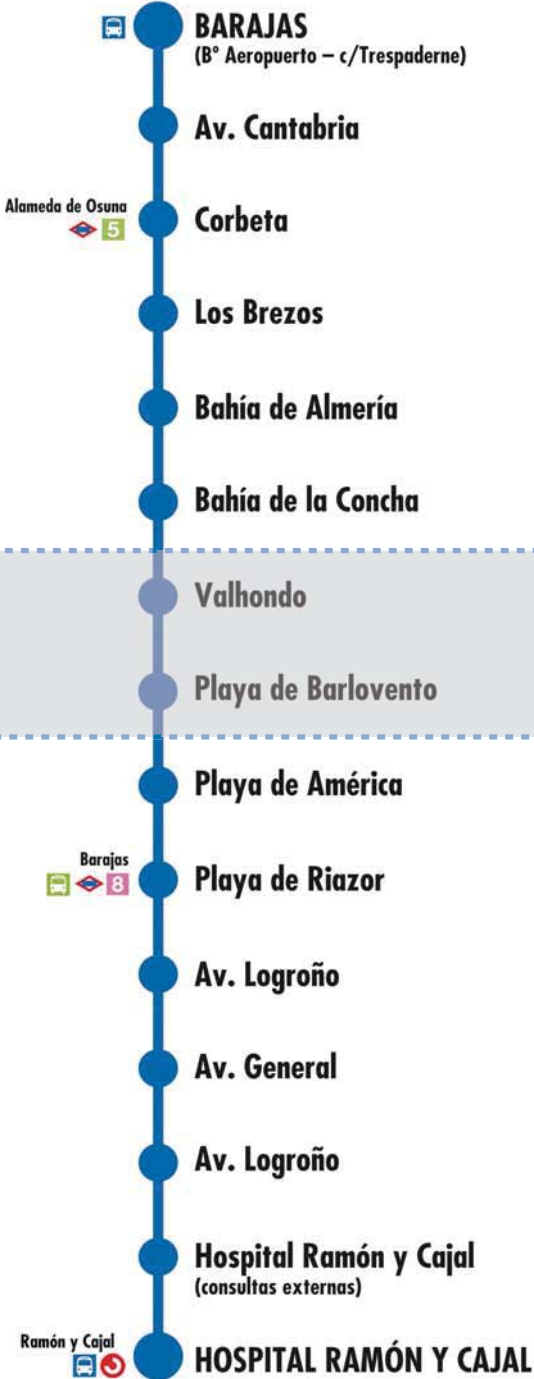 BARAJAS
(Bº Aeropuerto – c/Trespaderne)
Av. Cantabria
Alameda de Osuna
5
Corbeta
Los Brezos
Bahía de Almería
Bahía de la Concha
Valhondo
Playa de Barlovento
Playa de América
Barajas
8
Playa de Riazor
Av. Logroño
Av. General
Av. Logroño
Hospital Ramón y Cajal
(consultas externas)
Ramón y Cajal
HOSPITAL RAMÓN Y CAJAL